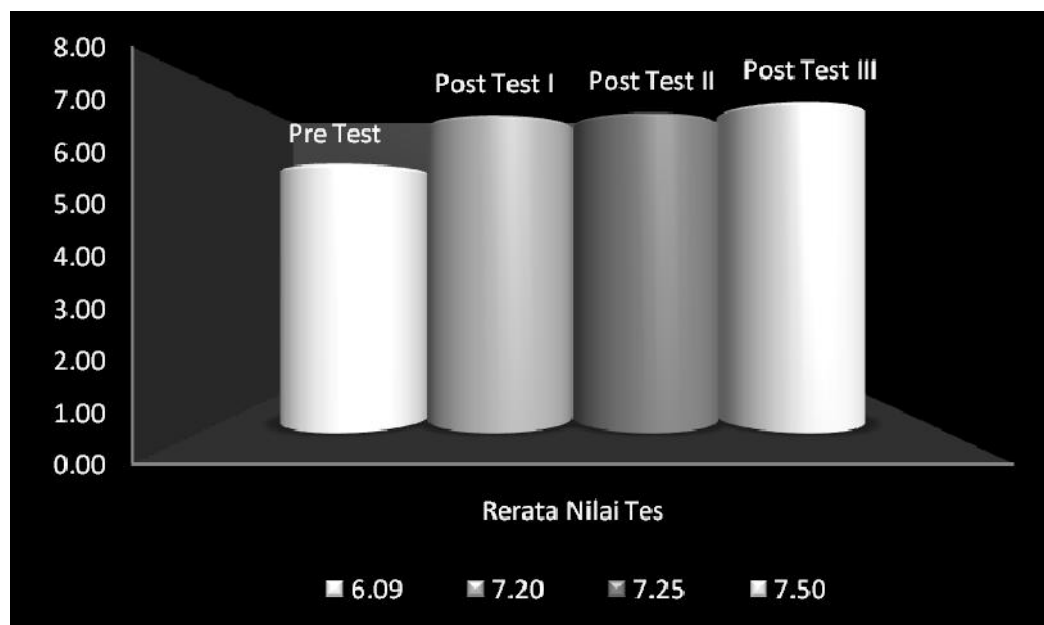 8.00
7.00
6.00
5.00
4.00
3.00
2.00
1.00
0.00
Pre Test
Post Test I
Post Test II
Post Test III
Rerata Nilai Tes
6.09 7.20 7.25 7.50